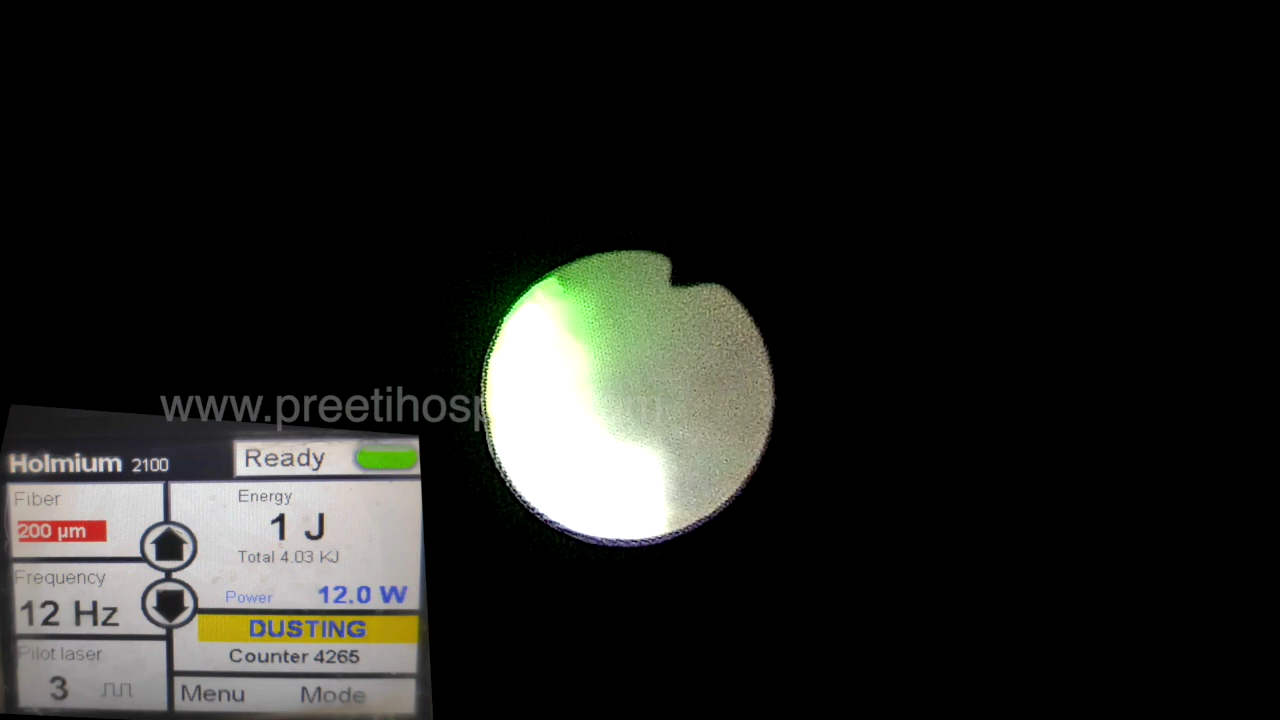 www.preetihosp
Holmium 2100
Ready
Fiber
200 µm
Energy
1 J
Total 4.03 KJ
Frequency
12 Hz
Power 12.0 W
DUSTING
Counter 4265
Pilot laser
3
Menu Mode